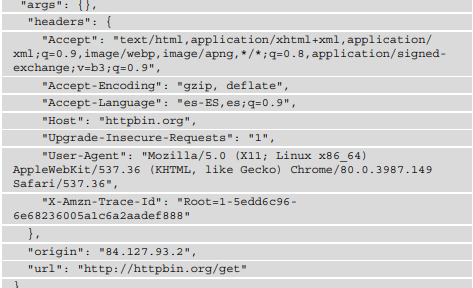 "args": {},
"headers": {
"Accept": "text/html,application/xhtml+xml,application/
xml;q=0.9,image/webp,image/apng,*/*;q=0.8,application/signed-
exchange;v=b3;q=0.9",
"Accept-Encoding": "gzip, deflate",
"Accept-Language": "es-ES,es;q=0.9",
"Host": "httpbin.org",
"Upgrade-Insecure-Requests": "1",
"User-Agent": "Mozilla/5.0 (X11; Linux x86_64)
AppleWebKit/537.36 (KHTML, like Gecko) Chrome/80.0.3987.149
Safari/537.36",
"X-Amzn-Trace-Id": "Root=1-5edd6c96-
6e68236005a1c6a2aadef888"
},
"origin": "84.127.93.2",
"url": "http://httpbin.org/get"
}